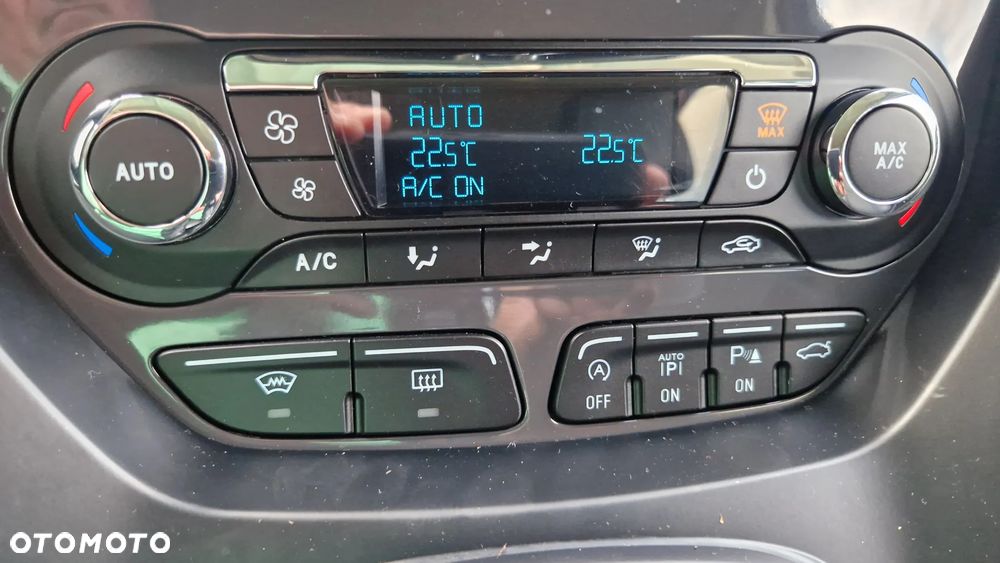 AUTO
AUTO
22.5°C
22.5°C
A/C ON
MAX
MAX
A/C
A/C
A
OFF
AUTO
IPI
ON
P
ON
OTOMOTO